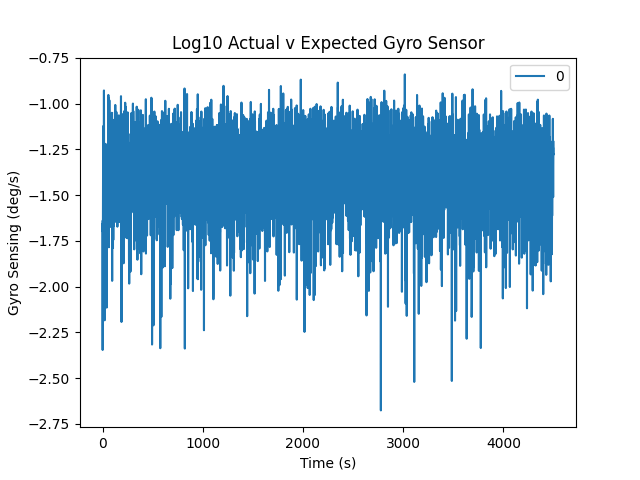 Log10 Actual v Expected Gyro Sensor
0
Gyro Sensing (deg/s)
−0.75
−1.00
−1.25
−1.50
−1.75
−2.00
−2.25
−2.50
−2.75
0 1000 2000 3000 4000
Time (s)